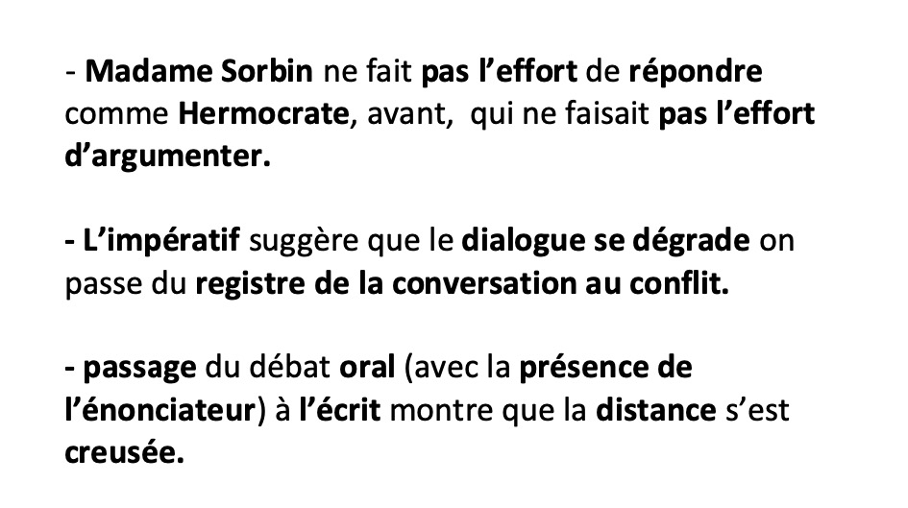 - Madame Sorbin ne fait pas l’effort de répondre
comme Hermocrate, avant,  qui ne faisait pas l’effort
d’argumenter.
- L’impératif suggère que le dialogue se dégrade on
passe du registre de la conversation au conflit.
- passage du débat oral (avec la présence de
l’énonciateur) à l’écrit montre que la distance s’est
creusée.